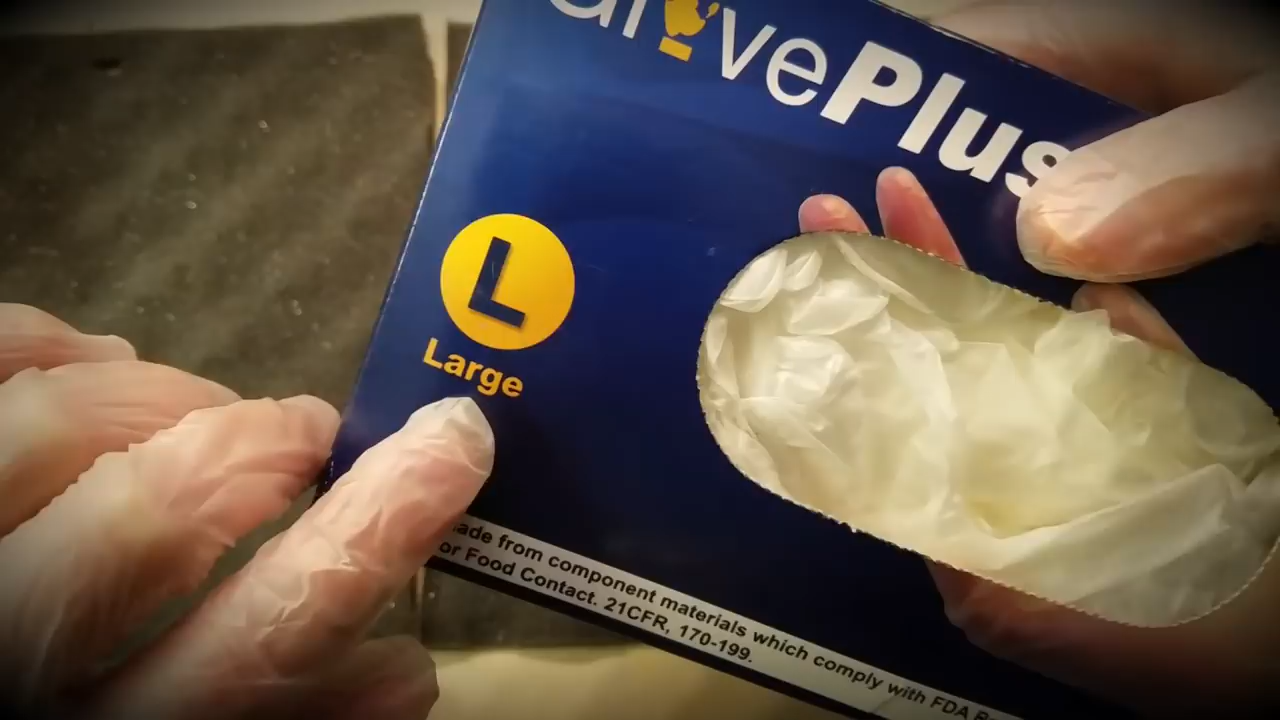 vePlus
L
Large
ade from component materials which comply with FDA
or Food Contact. 21CFR, 170-199.